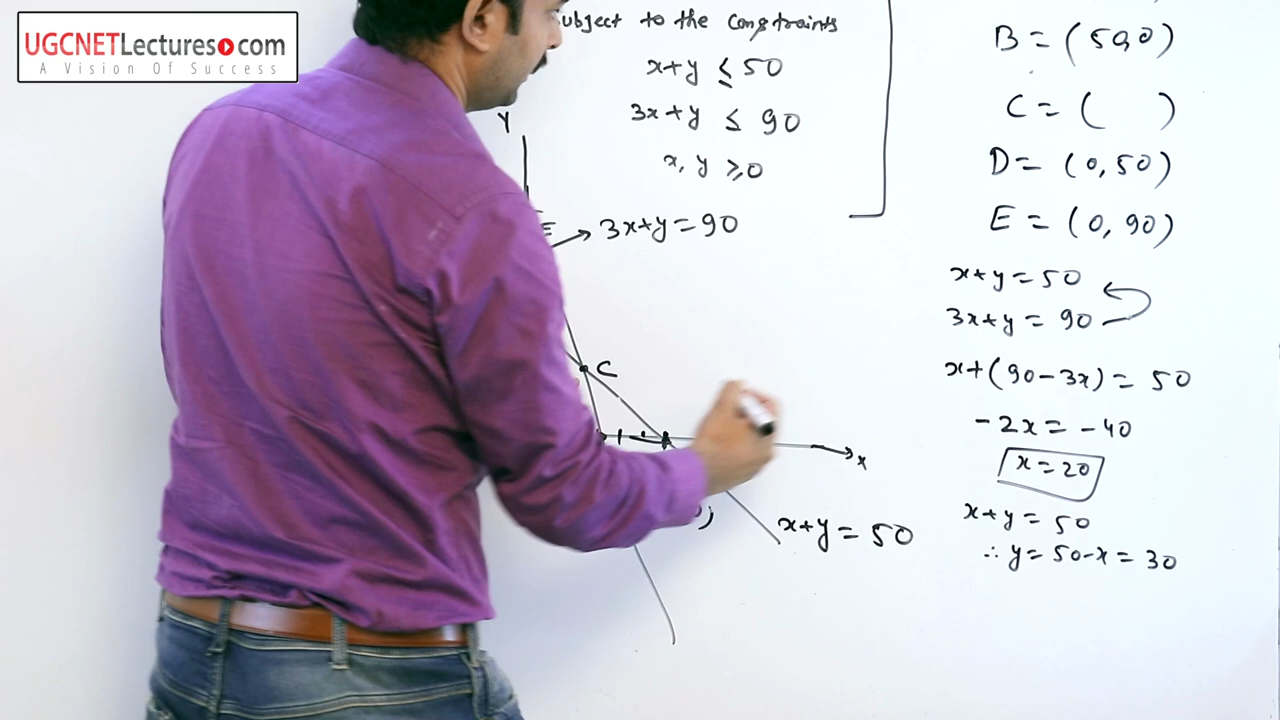 UGCNETLectures.com
A Vision Of Success
Subject to the Constraints
x+y ≤ 50
3x+y ≤ 90
x, y ≥ 0
Y
E
3x+y = 90
C
x
x+y = 50
B = (50,0)
C = ( )
D = (0, 50)
E = (0, 90)
x+y = 50
3x+y = 90
x+(90-3x) = 50
-2x = -40
x = 20
x+y = 50
∴ y = 50-x = 30